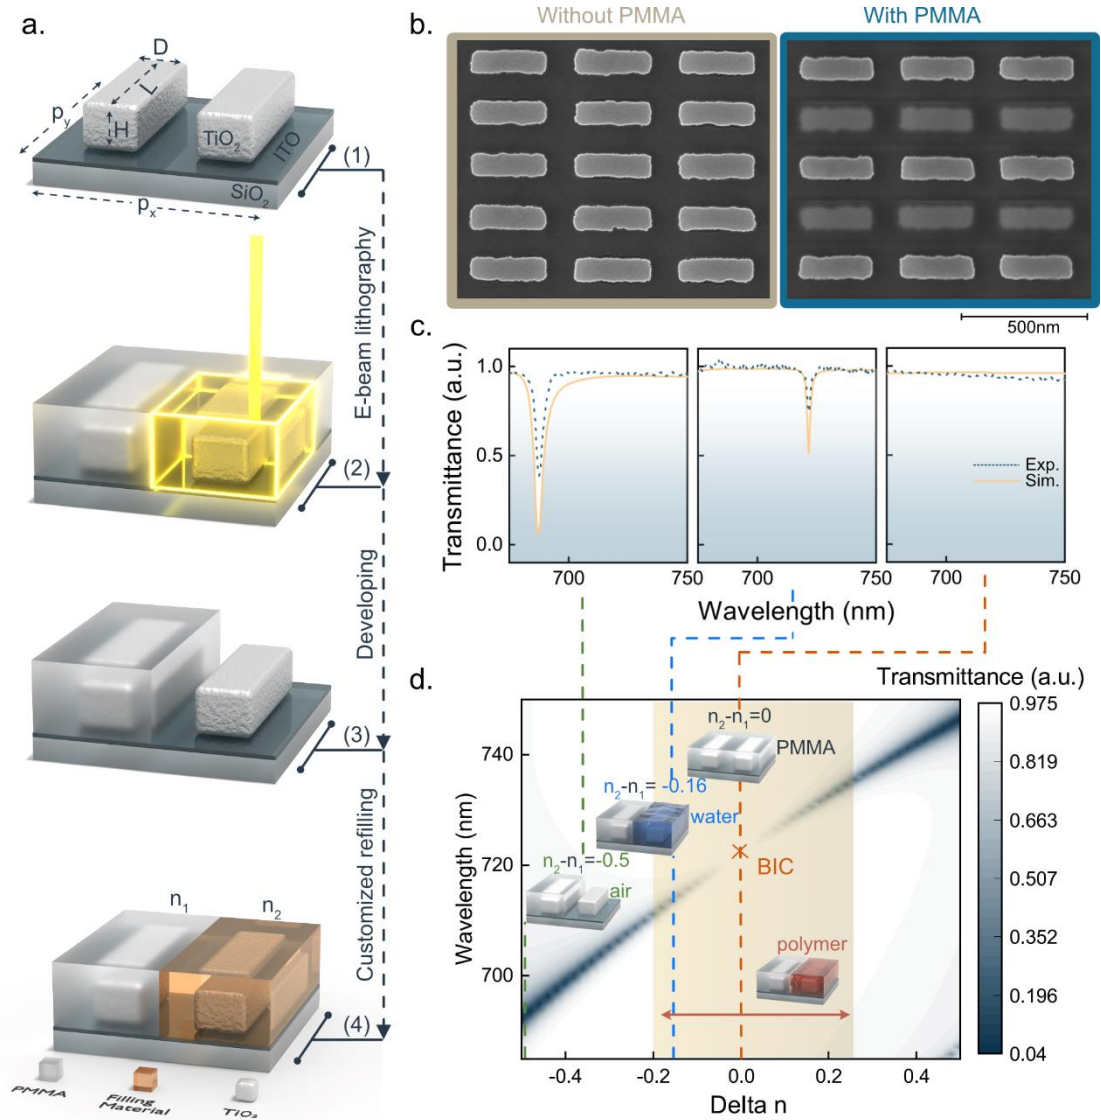 a.
D
L
p_y
H
TiO₂
ITO
(1)
SiO₂
p_x
E-beam lithography
(2)
Developing
(3)
Customized refilling
n₁
n₂
(4)
PMMA
Filling
Material
TiO₂
b.
Without PMMA
With PMMA
500nm
c.
Transmittance (a.u.)
1.0
0.5
0.0
Exp.
Sim.
700
750
700
750
700
750
Wavelength (nm)
d.
Transmittance (a.u.)
Wavelength (nm)
740
720
700
n₂-n₁=0
PMMA
n₂-n₁= -0.16
water
n₂-n₁=-0.5
air
BIC
polymer
-0.4
-0.2
0.0
0.2
0.4
Delta n
0.975
0.819
0.663
0.507
0.352
0.196
0.04